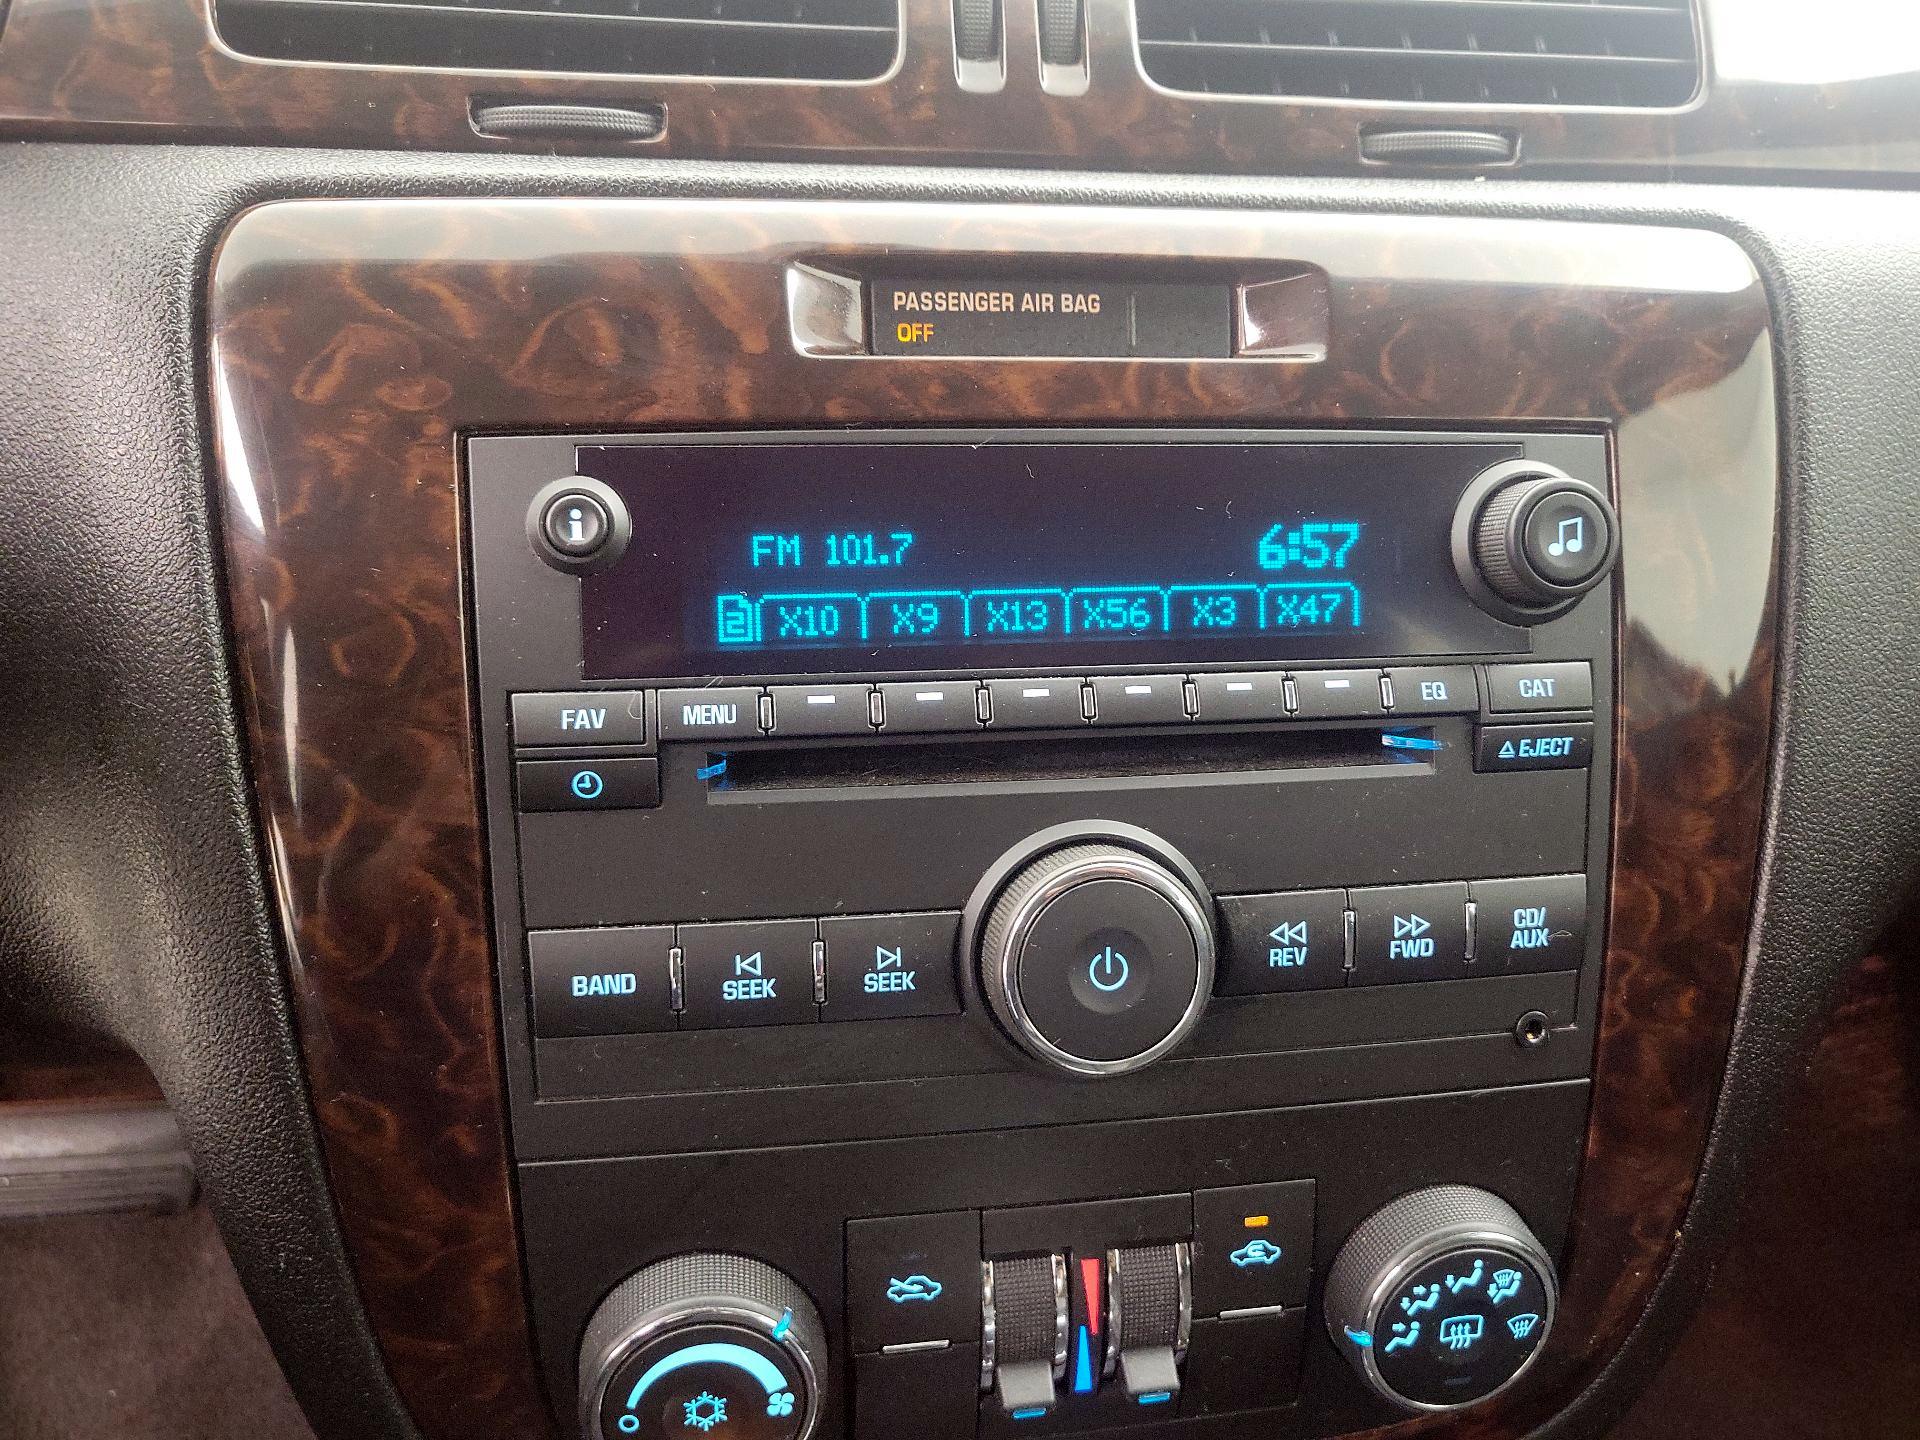 PASSENGER AIR BAG
OFF
i
FM 101.7 6:57
2 X10 X9 X13 X56 X3 X47
FAV MENU EQ CAT
EJECT
BAND SEEK SEEK REV FWD CD/
AUX